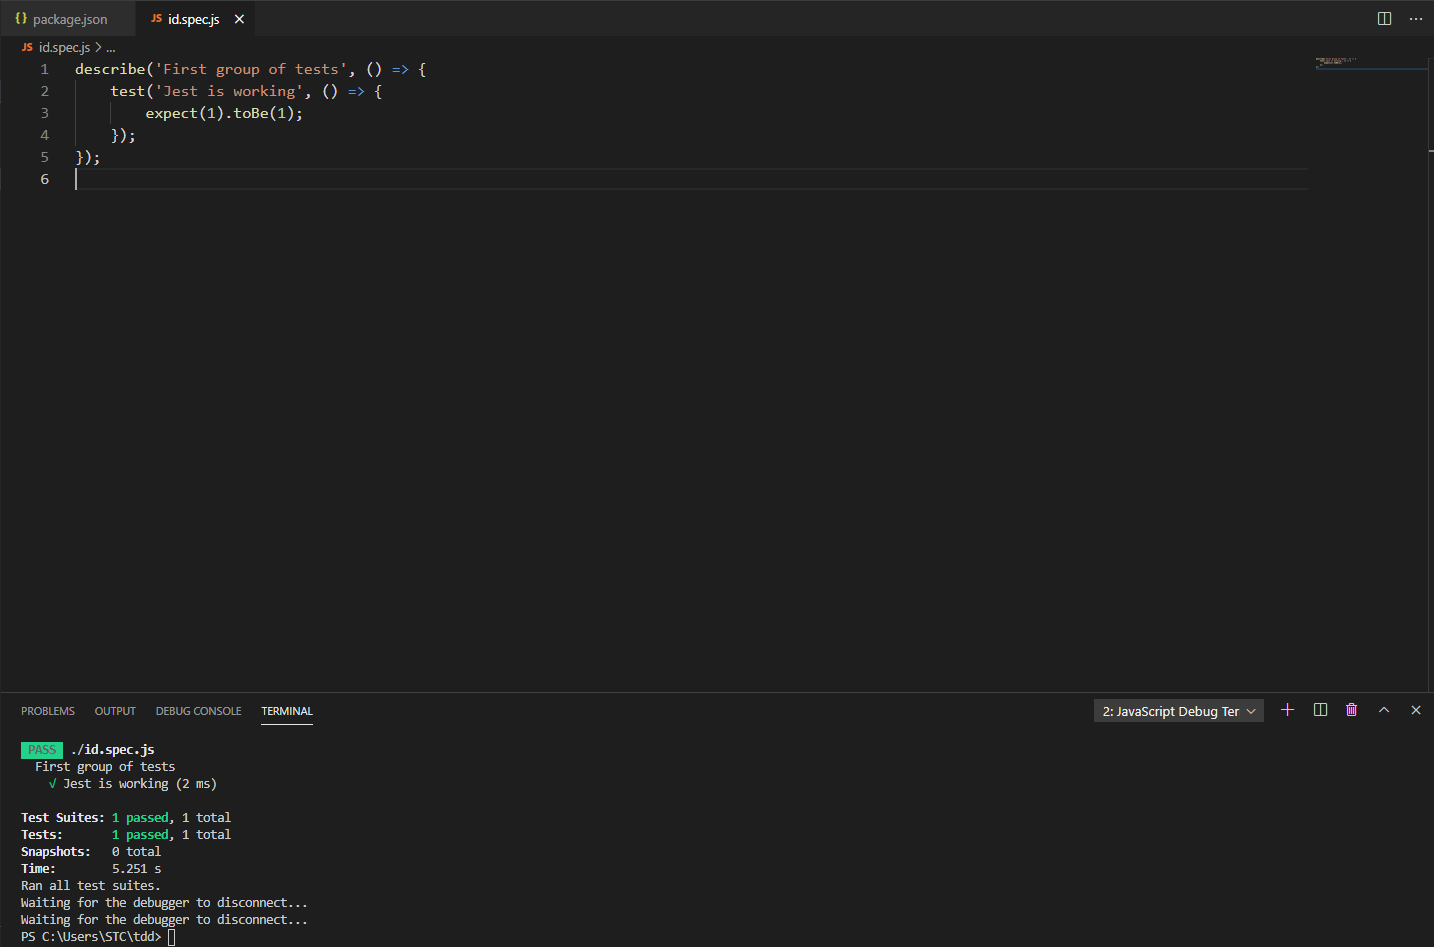 {} package.json JS id.spec.js
JS id.spec.js > ...
1 describe('First group of tests', () => {
2 test('Jest is working', () => {
3 expect(1).toBe(1);
4 });
5 });
6
PROBLEMS OUTPUT DEBUG CONSOLE TERMINAL 2: JavaScript Debug Ter
PASS ./id.spec.js
First group of tests
√ Jest is working (2 ms)
Test Suites: 1 passed, 1 total
Tests: 1 passed, 1 total
Snapshots: 0 total
Time: 5.251 s
Ran all test suites.
Waiting for the debugger to disconnect...
Waiting for the debugger to disconnect...
PS C:\Users\STC\tdd>